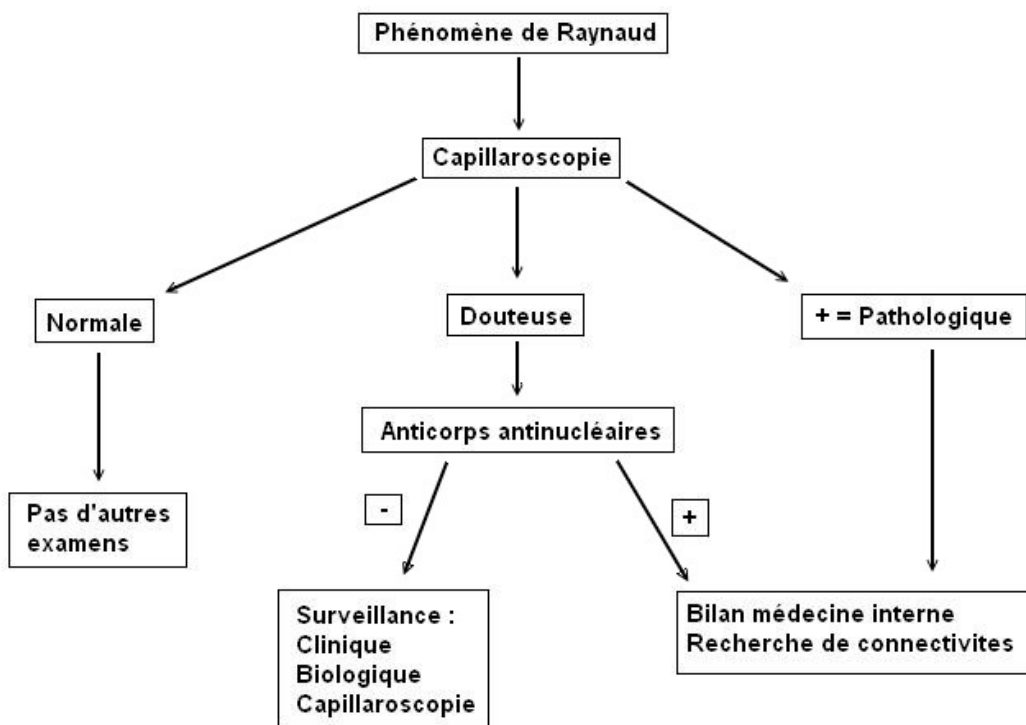 Phénomène de Raynaud
Capillaroscopie
Normale
Douteuse
+ = Pathologique
Anticorps antinucléaires
Pas d'autres
examens
-
+
Surveillance :
Clinique
Biologique
Capillaroscopie
Bilan médecine interne
Recherche de connectivites